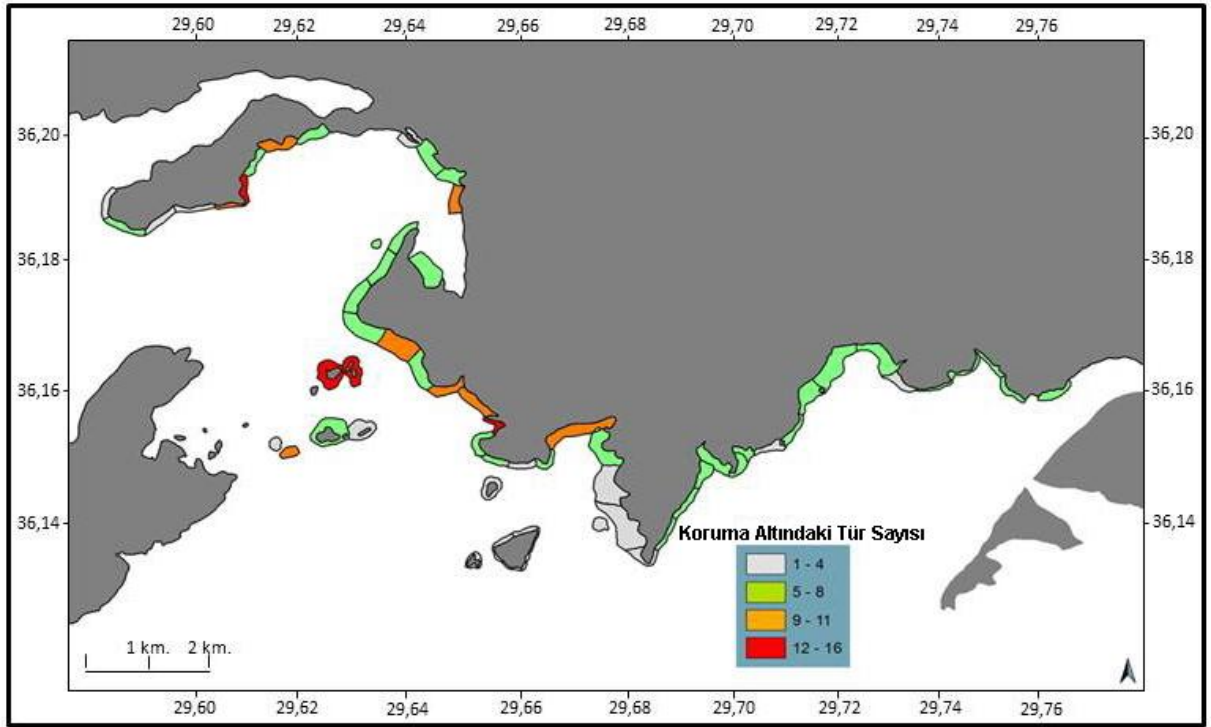 29,60 29,62 29,64 29,66 29,68 29,70 29,72 29,74 29,76
36,20 36,20
36,18 36,18
36,16 36,16
36,14 36,14
Koruma Altındaki Tür Sayısı
1 - 4
5 - 8
9 - 11
12 - 16
1 km. 2 km.
29,60 29,62 29,64 29,66 29,68 29,70 29,72 29,74 29,76